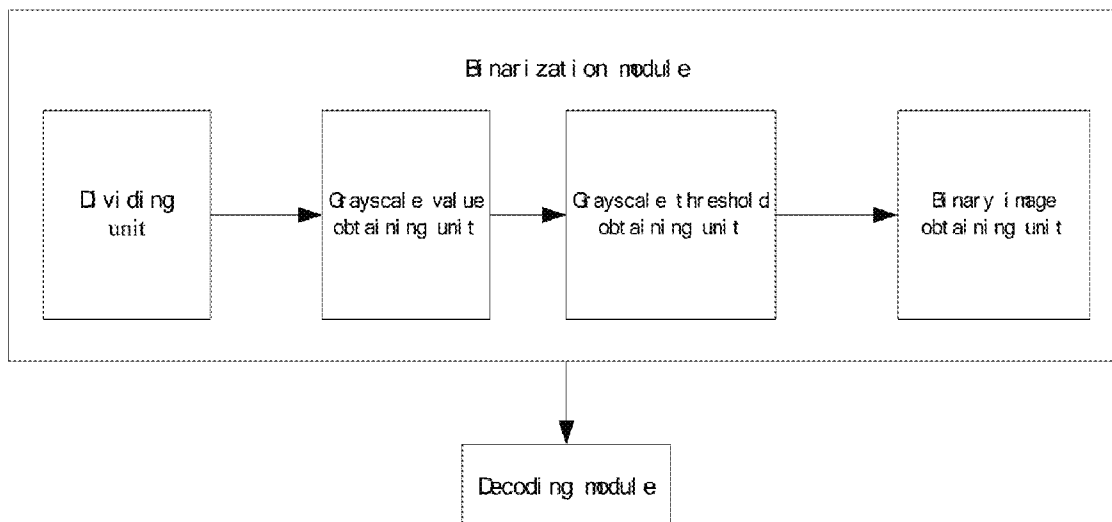 Binarization module
Dividing
unit
Grayscale value
obtaining unit
Grayscale threshold
obtaining unit
Binary image
obtaining unit
Decoding module